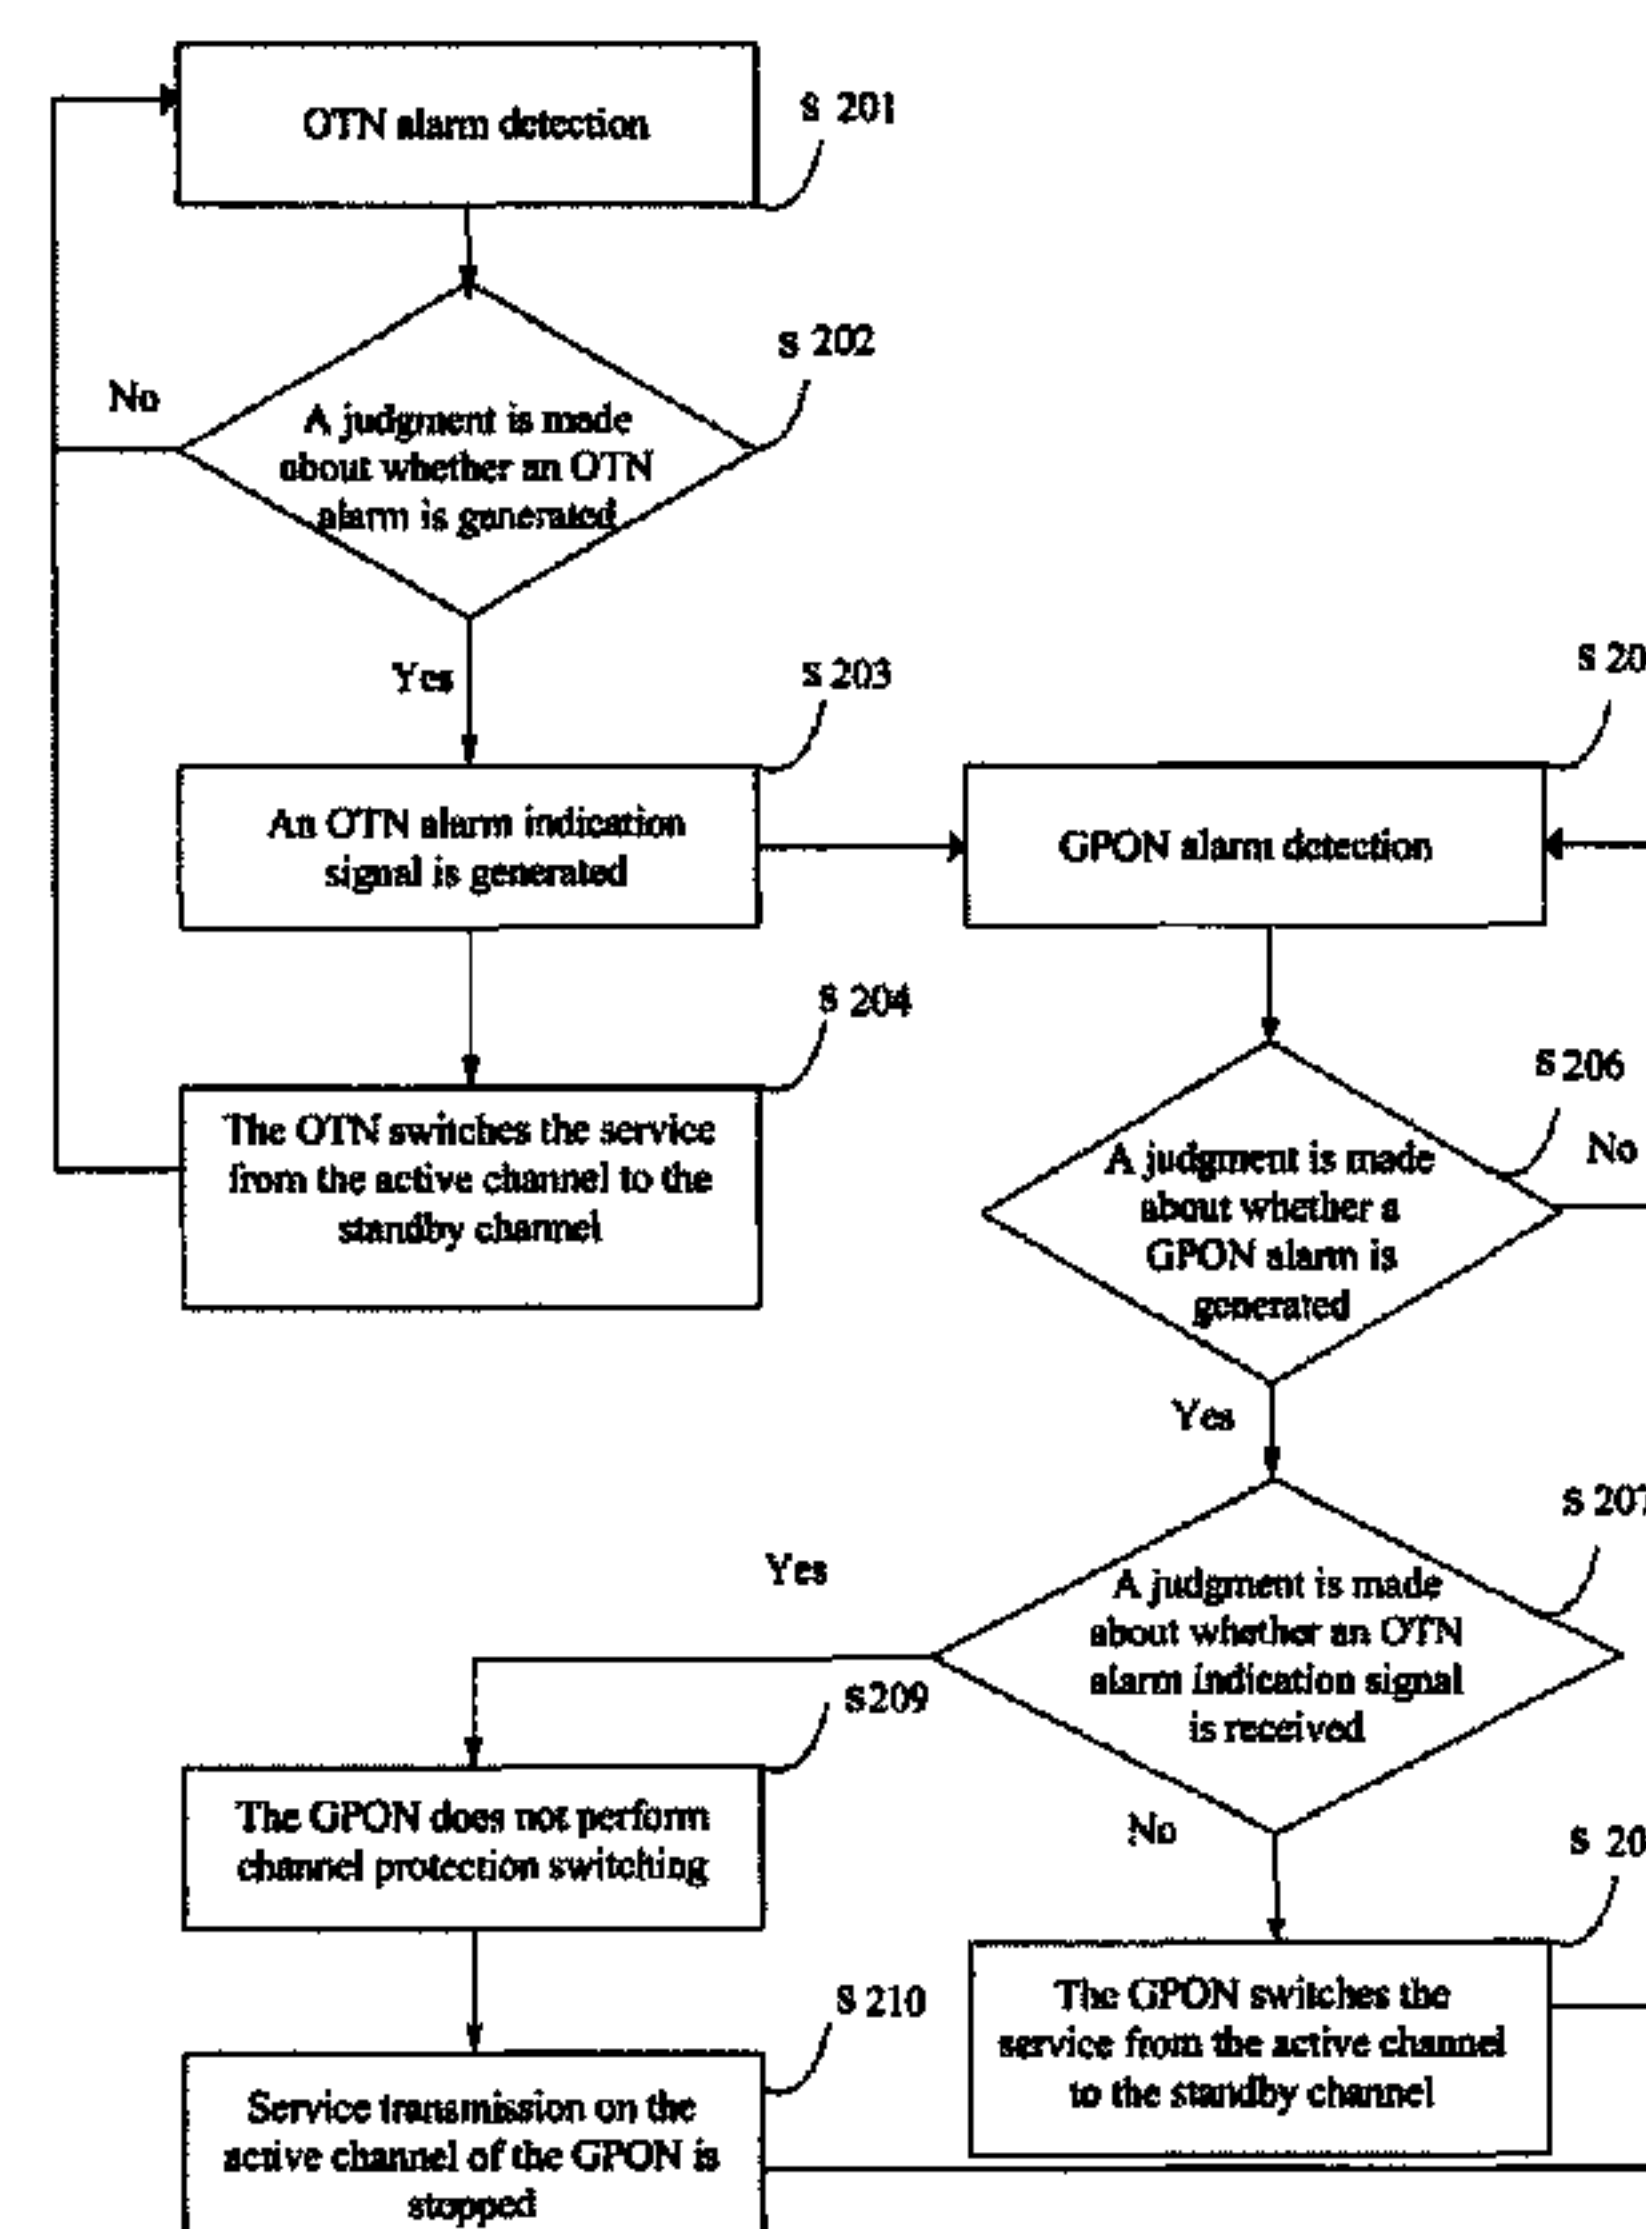 OTN alarm detection
S 201
S 202
No
A judgment is made
about whether an OTN
alarm is generated
Yes
S 203
S 20
An OTN alarm indication
signal is generated
GPON alarm detection
S 204
The OTN switches the service
from the active channel to the
standby channel
S 206
No
A judgment is made
about whether a
GPON alarm is
generated
Yes
S 207
Yes
A judgment is made
about whether an OTN
alarm indication signal
is received
S209
The GPON does not perform
channel protection switching
No
S 20
The GPON switches the
service from the active channel
to the standby channel
S 210
Service transmission on the
active channel of the GPON is
stopped